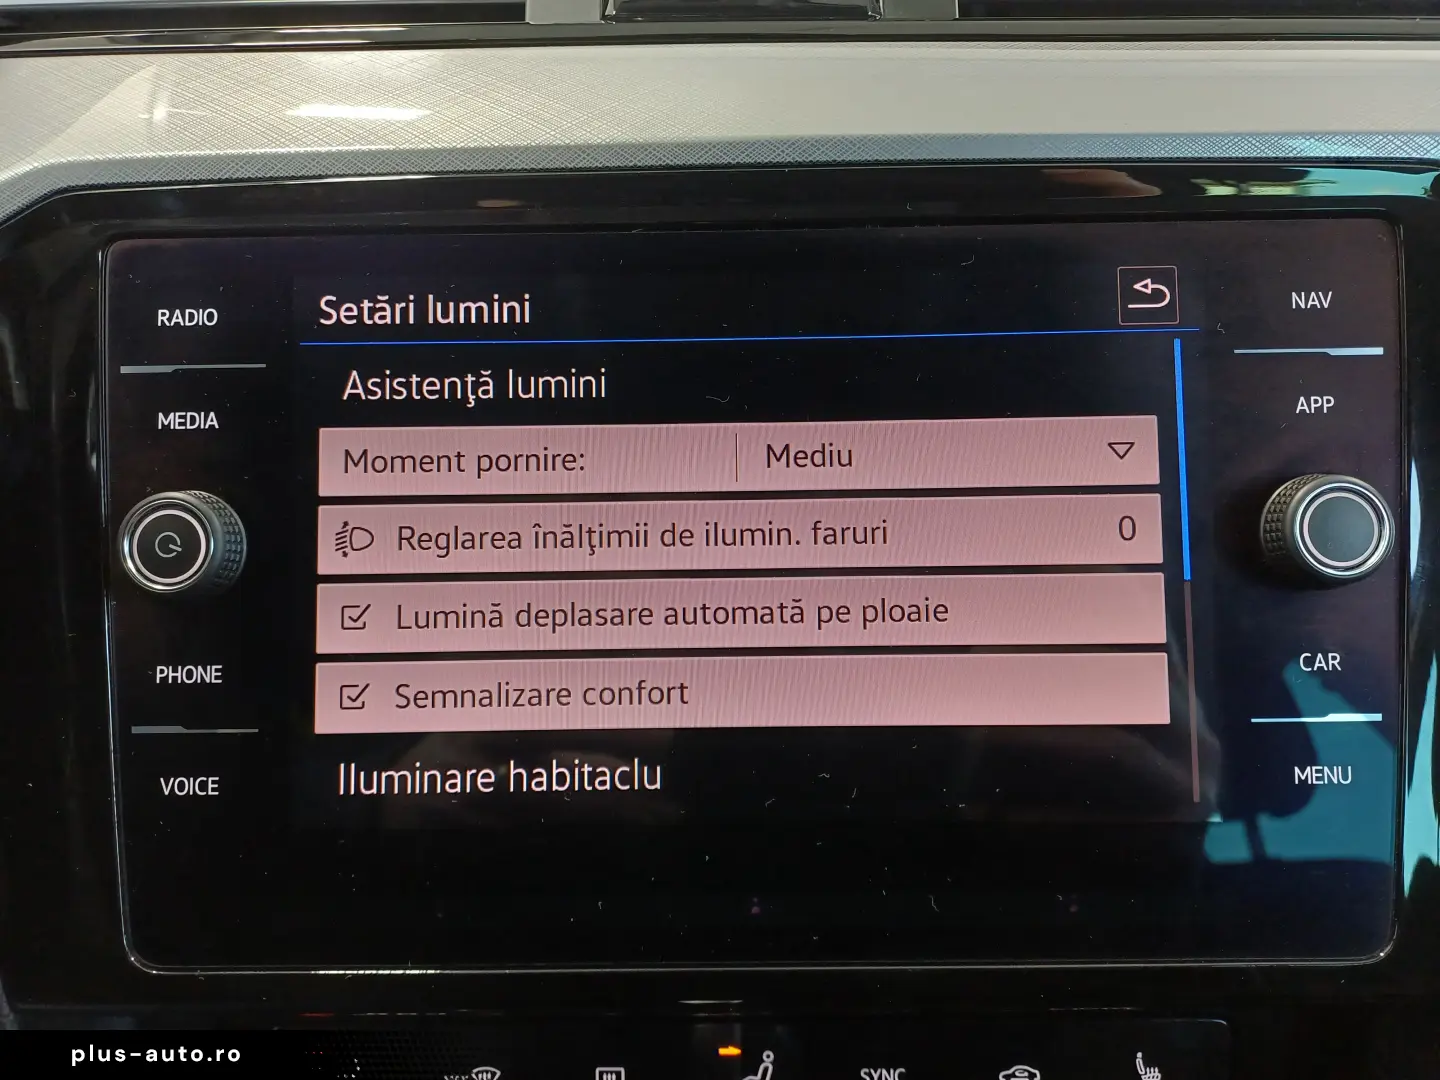 Setări lumini
RADIO
NAV
Asistenţă lumini
MEDIA
APP
Moment pornire: Mediu
Reglarea înălţimii de ilumin. faruri 0
Lumină deplasare automată pe ploaie
PHONE
CAR
Semnalizare confort
VOICE
MENU
Iluminare habitaclu
plus-auto.ro
SYNC